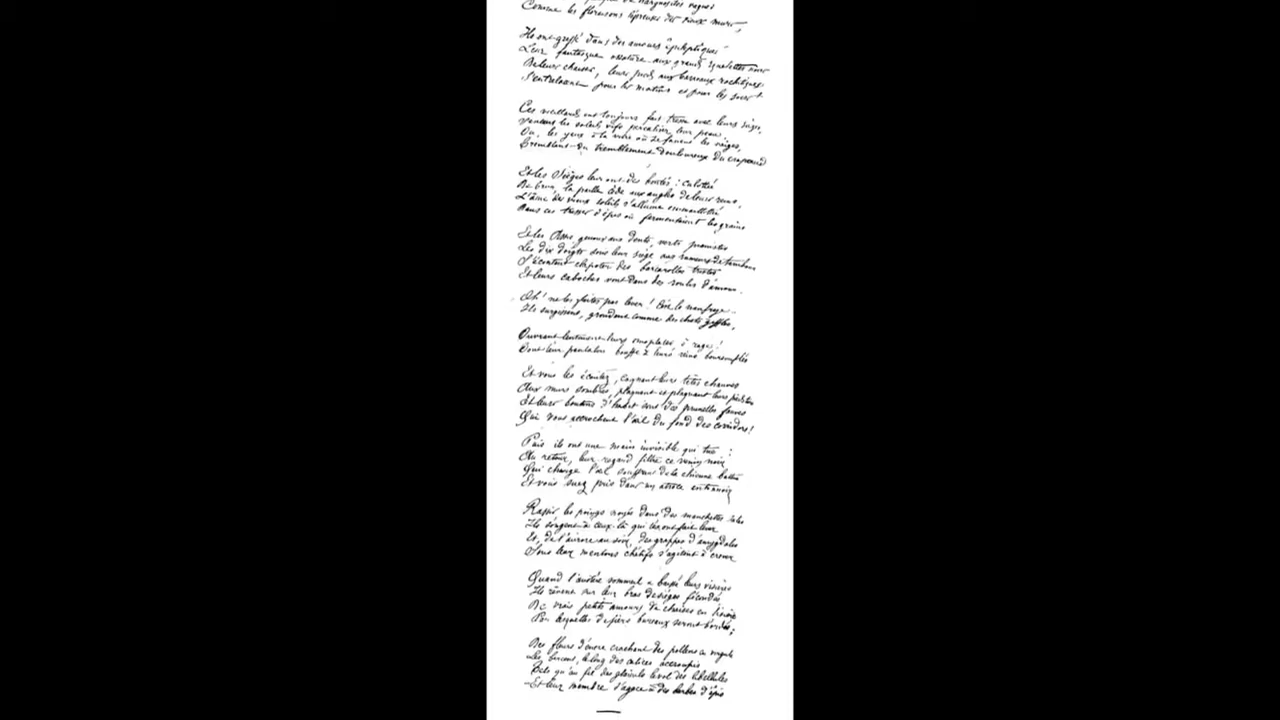 plaqué de hargnosités vagues
Comme les floraisons lépreuses des vieux murs ;
Ils ont greffé dans des amours épileptiques
Leur fantasque ossature aux grands squelettes noirs
De leurs chaises ; leurs pieds aux barreaux rachitiques
S'entrelacent pour les matins et pour les soirs !
Ces vieillards ont toujours fait tresse avec leurs sièges,
Sentant les soleils vifs percaliser leur peau
Ou, les yeux à la vitre où se fanent les neiges,
Tremblant du tremblement douloureux du crapaud
Et les Sièges leur ont des bontés : culottée
De brun, la paille cède aux angles de leurs reins ;
L'âme des vieux soleils s'allume emmaillottée
Dans ces tresses d'épis où fermentaient les grains
Et les Assis genoux aux dents, verts pianistes
Les dix doigts sous leur siège aux rumeurs de tambour
S'écoutent clapoter des barcarolles tristes
Et leurs caboches vont dans des roulis d'amour.
Oh ! ne les faites pas lever ! C'est le naufrage..
Ils surgissent, grondant comme des chats giflés,
Ouvrant lentement leurs omoplates, ô rage !
Tout leur pantalon bouffe à leurs reins boursouflés
Et vous les écoutez, cognant leurs têtes chauves
Aux murs sombres, plaquant et plaquant leurs pieds tors
Et leurs boutons d'habit sont des prunelles fauves
Qui vous accrochent l'œil du fond des corridors !
Puis ils ont une main invisible qui tue :
Au retour, leur regard filtre ce venin noir
Qui charge l'œil souffrant de la chienne battue
Et vous suez pris dans un atroce entonnoir
Rassis, les poings noyés dans des manchettes sales
Ils songent à ceux-là qui les ont fait lever
Et, de l'aurore au soir, des grappes d'amygdales
Sous leurs mentons chétifs s'agitent à crever
Quand l'austère sommeil a baissé leurs visières
Ils rêvent sur leur bras de sièges fécondés
De vrais petits amours de chaises en lisière
Par lesquelles de fiers bureaux seront bordés ;
Des fleurs d'encre crachant des pollens en virgule
Les bercent, le long des calices accroupis
Tels qu'au fil des glaïeuls le vol des libellules
— Et leur membre s'agace à des barbes d'épis